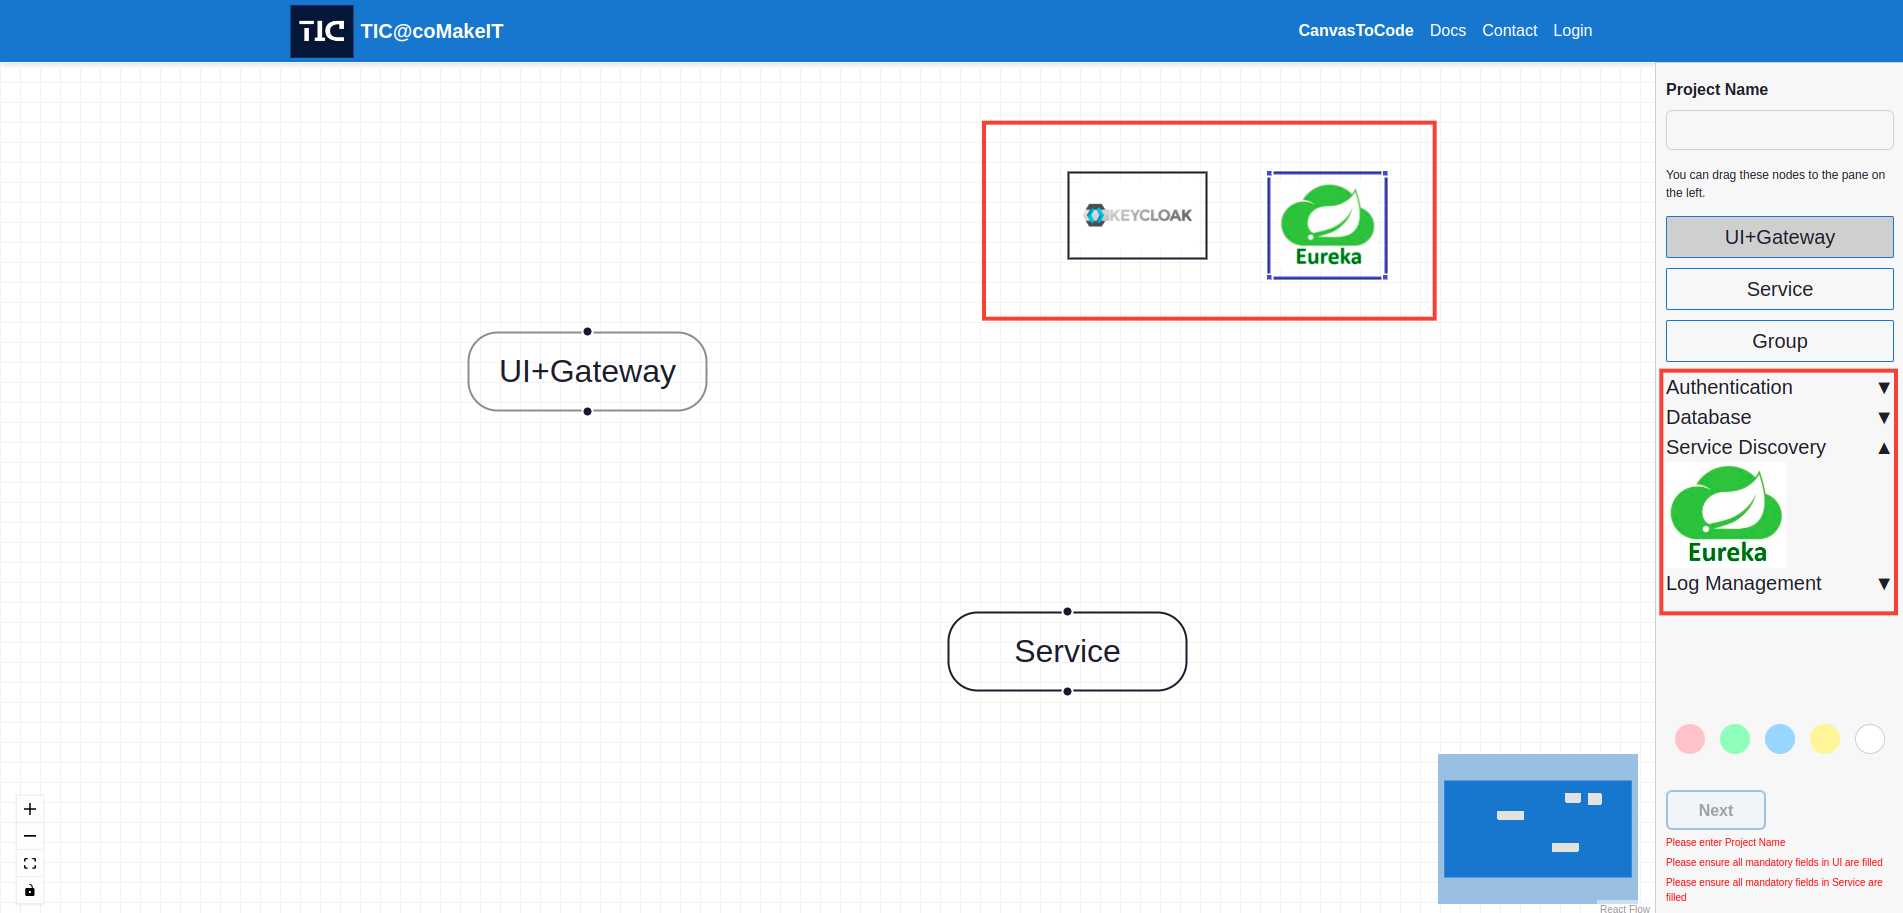 TIC TIC@coMakeIT
CanvasToCode Docs Contact Login
KEYCLOAK
Eureka
UI+Gateway
Service
Project Name
You can drag these nodes to the pane on
the left.
UI+Gateway
Service
Group
Authentication ▼
Database ▼
Service Discovery ▲
Eureka
Log Management ▼
Next
Please enter Project Name
Please ensure all mandatory fields in UI are filled
Please ensure all mandatory fields in Service are
filled
React Flow